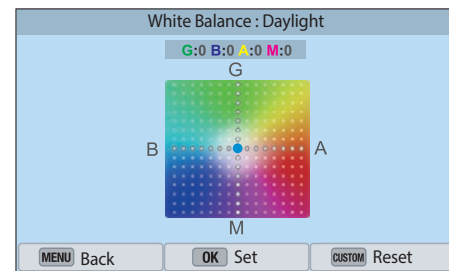 White Balance : Daylight
G:0 B:0 A:0 M:0
G
B
A
M
MENU Back
OK Set
CUSTOM Reset